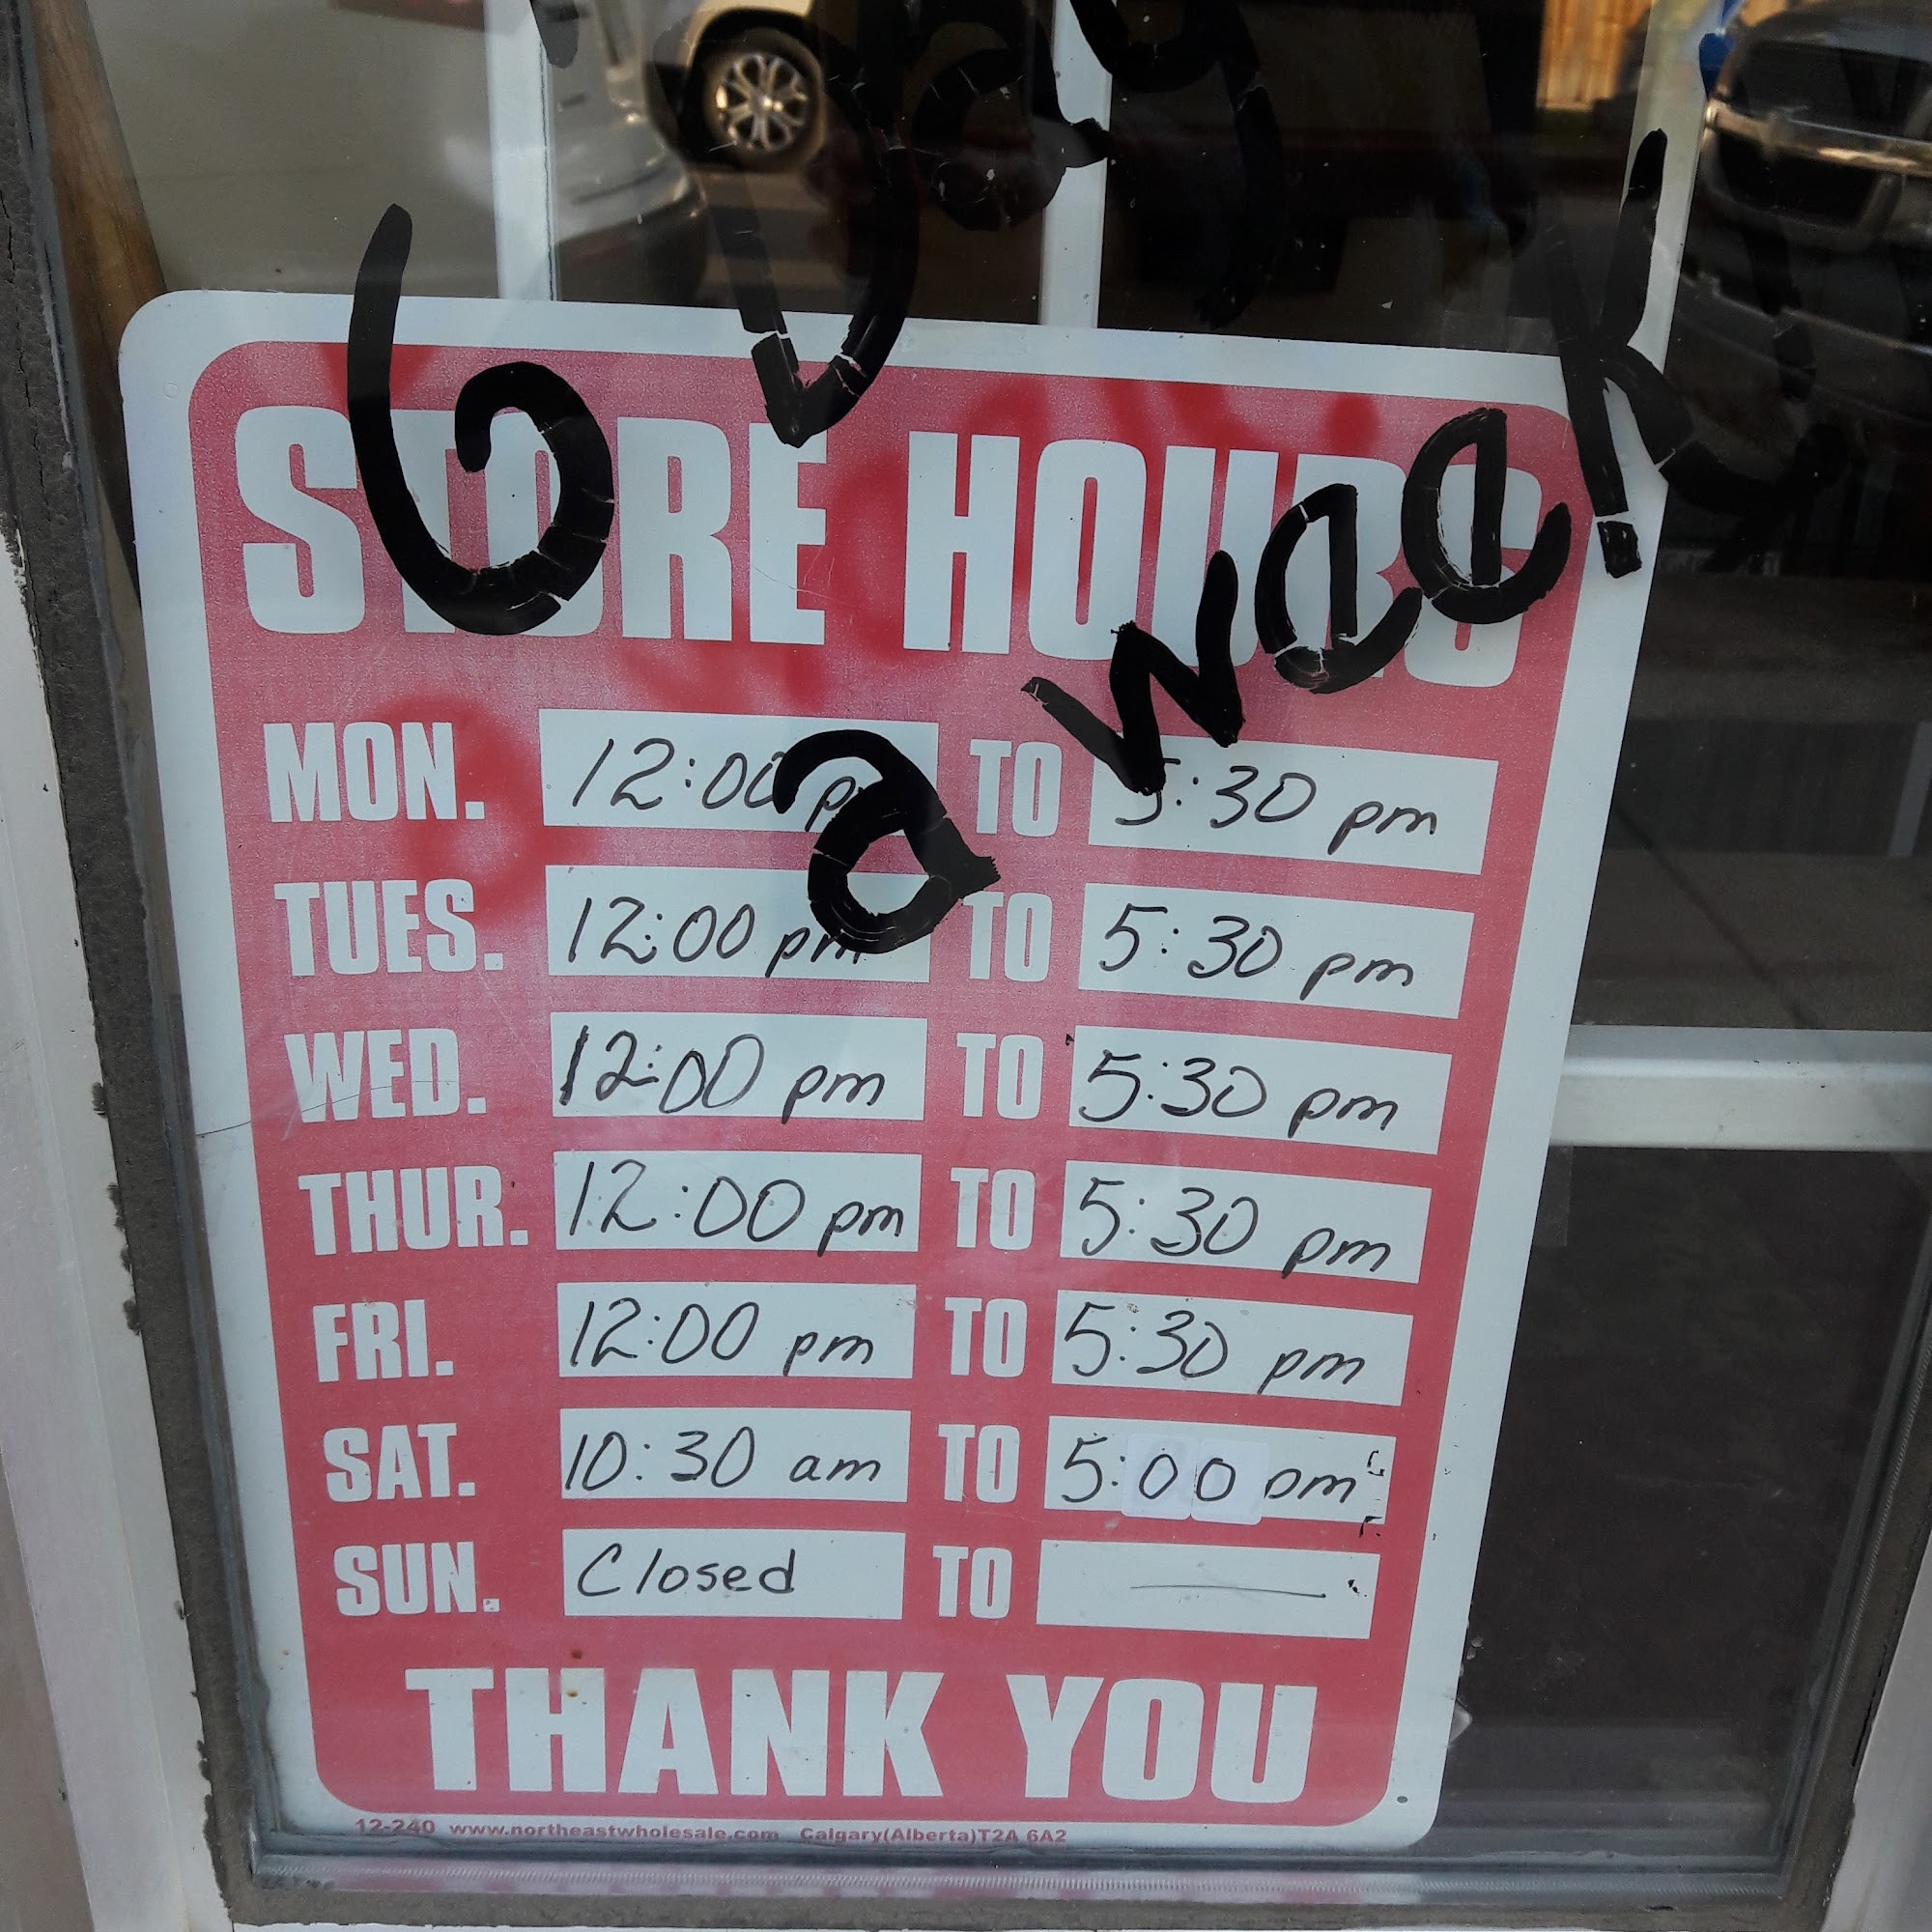 6 Day
a week
STORE HOURS
MON. 12:00 pm TO 5:30 pm
TUES. 12:00 pm TO 5:30 pm
WED. 12:00 pm TO 5:30 pm
THUR. 12:00 pm TO 5:30 pm
FRI. 12:00 pm TO 5:30 pm
SAT. 10:30 am TO 5:00 pm
SUN. Closed TO —
THANK YOU
12-240 www.northeastwholesale.com Calgary(Alberta)T2A 6A2